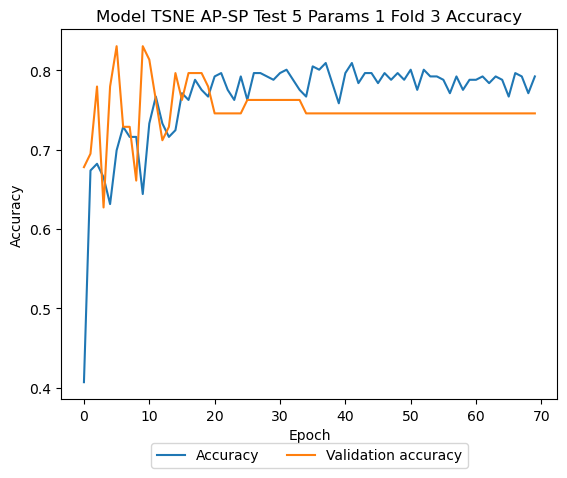 Model TSNE AP-SP Test 5 Params 1 Fold 3 Accuracy
Accuracy
0.8
0.7
0.6
0.5
0.4
0 10 20 30 40 50 60 70
Epoch
Accuracy Validation accuracy